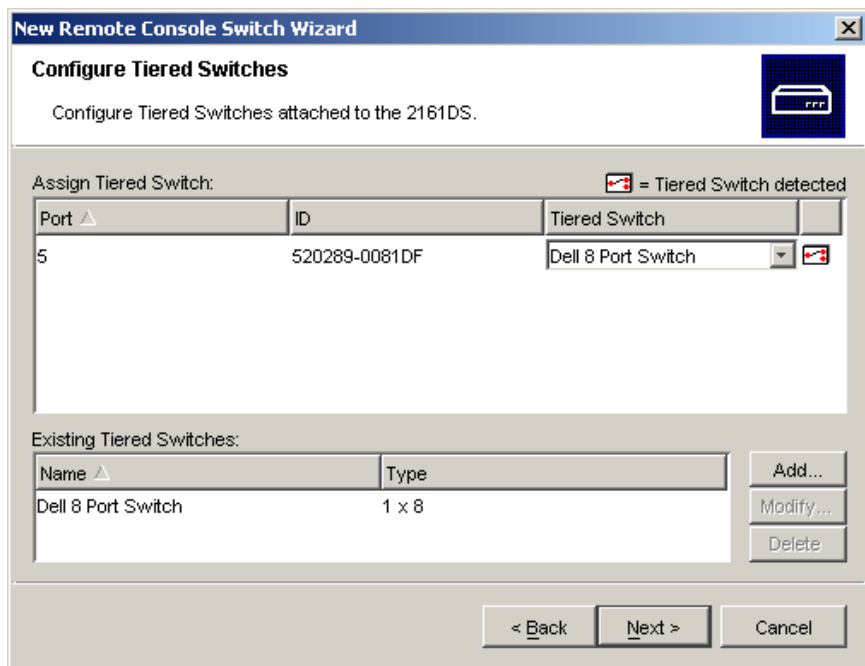 New Remote Console Switch Wizard
Configure Tiered Switches
Configure Tiered Switches attached to the 2161DS.
Assign Tiered Switch:
= Tiered Switch detected
Port ID Tiered Switch
5 520289-0081DF Dell 8 Port Switch
Existing Tiered Switches:
Name Type
Dell 8 Port Switch 1 x 8
Add...
Modify...
Delete
< Back Next > Cancel